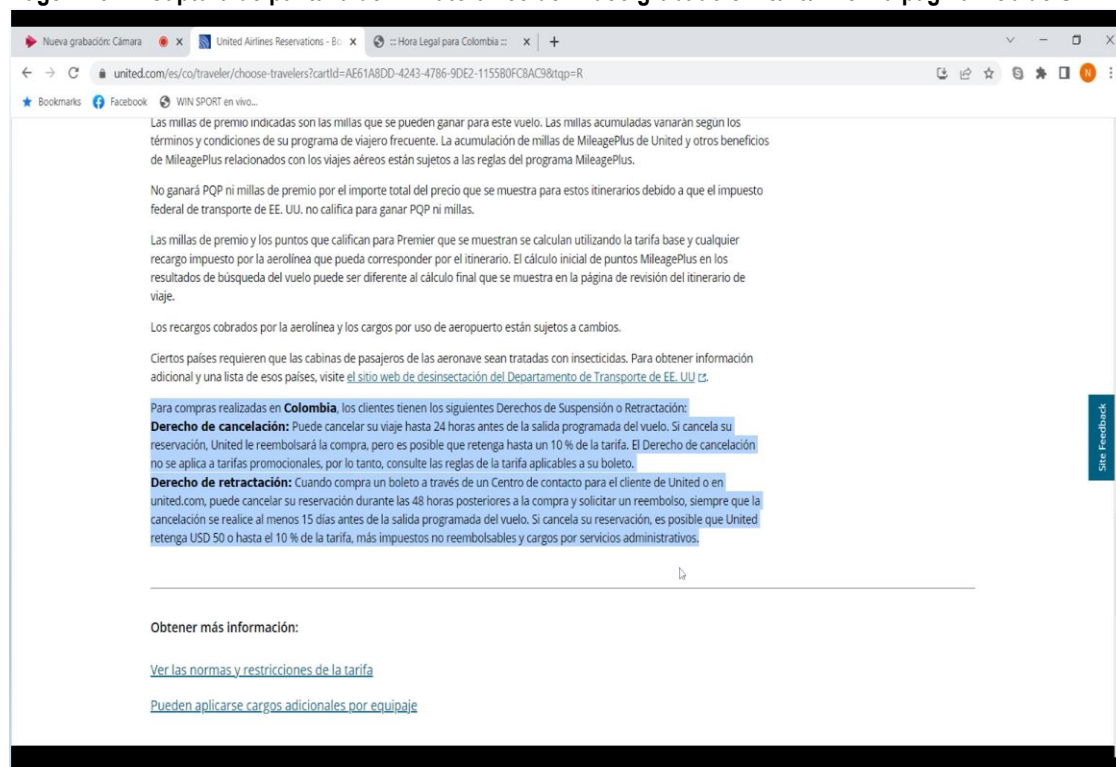 Nueva grabación: Cámara
United Airlines Reservations - Bo
::: Hora Legal para Colombia :::
united.com/es/co/traveler/choose-travelers?cartId=AE61A8DD-4243-4786-9DE2-1155B0FC8AC9&tqp=R
N
Bookmarks
Facebook
WIN SPORT en vivo...
Las millas de premio indicadas son las millas que se pueden ganar para este vuelo. Las millas acumuladas variarán según los
términos y condiciones de su programa de viajero frecuente. La acumulación de millas de MileagePlus de United y otros beneficios
de MileagePlus relacionados con los viajes aéreos están sujetos a las reglas del programa MileagePlus.
No ganará PQP ni millas de premio por el importe total del precio que se muestra para estos itinerarios debido a que el impuesto
federal de transporte de EE. UU. no califica para ganar PQP ni millas.
Las millas de premio y los puntos que califican para Premier que se muestran se calculan utilizando la tarifa base y cualquier
recargo impuesto por la aerolínea que pueda corresponder por el itinerario. El cálculo inicial de puntos MileagePlus en los
resultados de búsqueda del vuelo puede ser diferente al cálculo final que se muestra en la página de revisión del itinerario de
viaje.
Los recargos cobrados por la aerolínea y los cargos por uso de aeropuerto están sujetos a cambios.
Ciertos países requieren que las cabinas de pasajeros de las aeronave sean tratadas con insecticidas. Para obtener información
adicional y una lista de esos países, visite el sitio web de desinsectación del Departamento de Transporte de EE. UU.
Para compras realizadas en Colombia, los clientes tienen los siguientes Derechos de Suspensión o Retractación:
Derecho de cancelación: Puede cancelar su viaje hasta 24 horas antes de la salida programada del vuelo. Si cancela su
reservación, United le reembolsará la compra, pero es posible que retenga hasta un 10 % de la tarifa. El Derecho de cancelación
no se aplica a tarifas promocionales, por lo tanto, consulte las reglas de la tarifa aplicables a su boleto.
Derecho de retractación: Cuando compra un boleto a través de un Centro de contacto para el cliente de United o en
united.com, puede cancelar su reservación durante las 48 horas posteriores a la compra y solicitar un reembolso, siempre que la
cancelación se realice al menos 15 días antes de la salida programada del vuelo. Si cancela su reservación, es posible que United
retenga USD 50 o hasta el 10 % de la tarifa, más impuestos no reembolsables y cargos por servicios administrativos.
Site Feedback
Obtener más información:
Ver las normas y restricciones de la tarifa
Pueden aplicarse cargos adicionales por equipaje